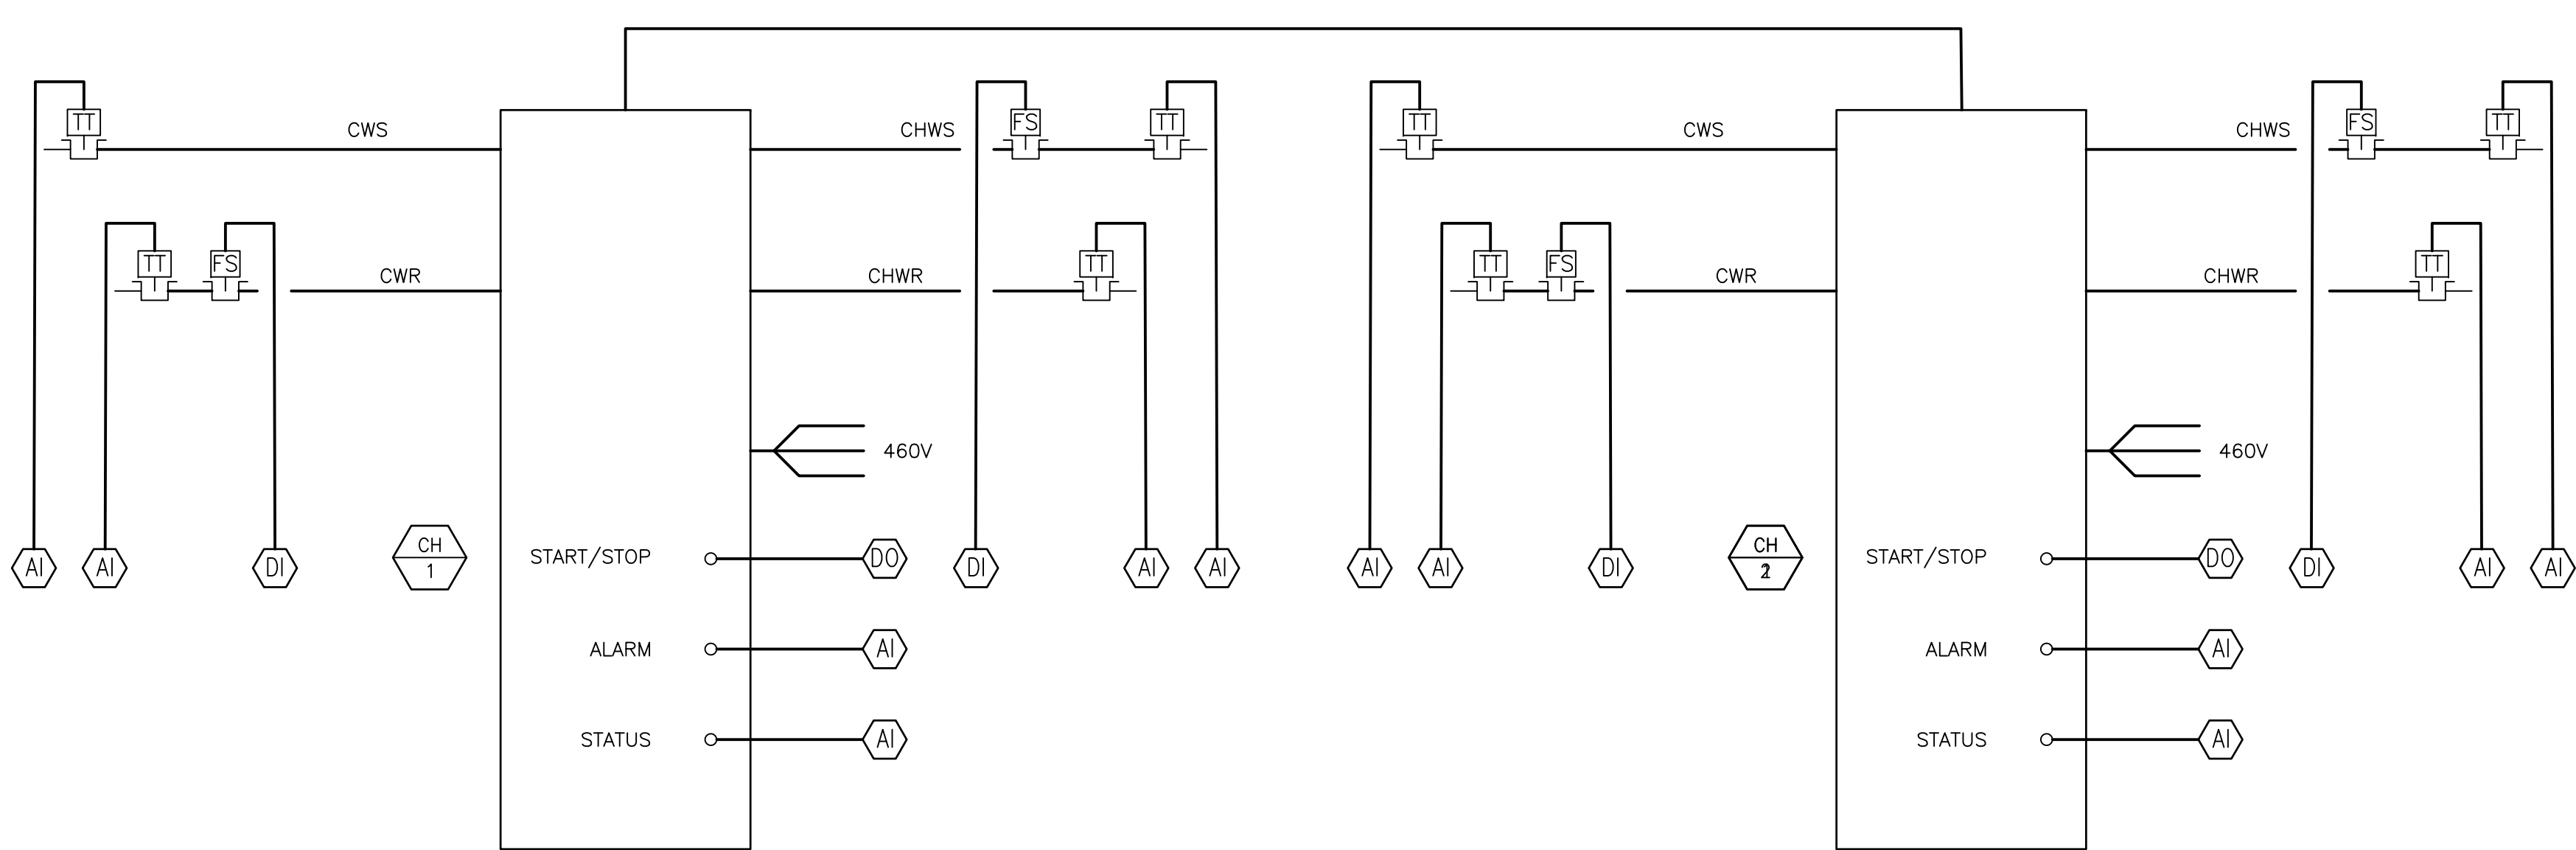 TT CWS CHWS FS TT TT CWS CHWS FS TT
TT FS CWR CHWR TT TT FS CWR CHWR TT
460V 460V
AI AI DI CH START/STOP DO DI AI AI AI AI DI CH START/STOP DO DI AI AI
1
ALARM AI ALARM AI
STATUS AI STATUS AI